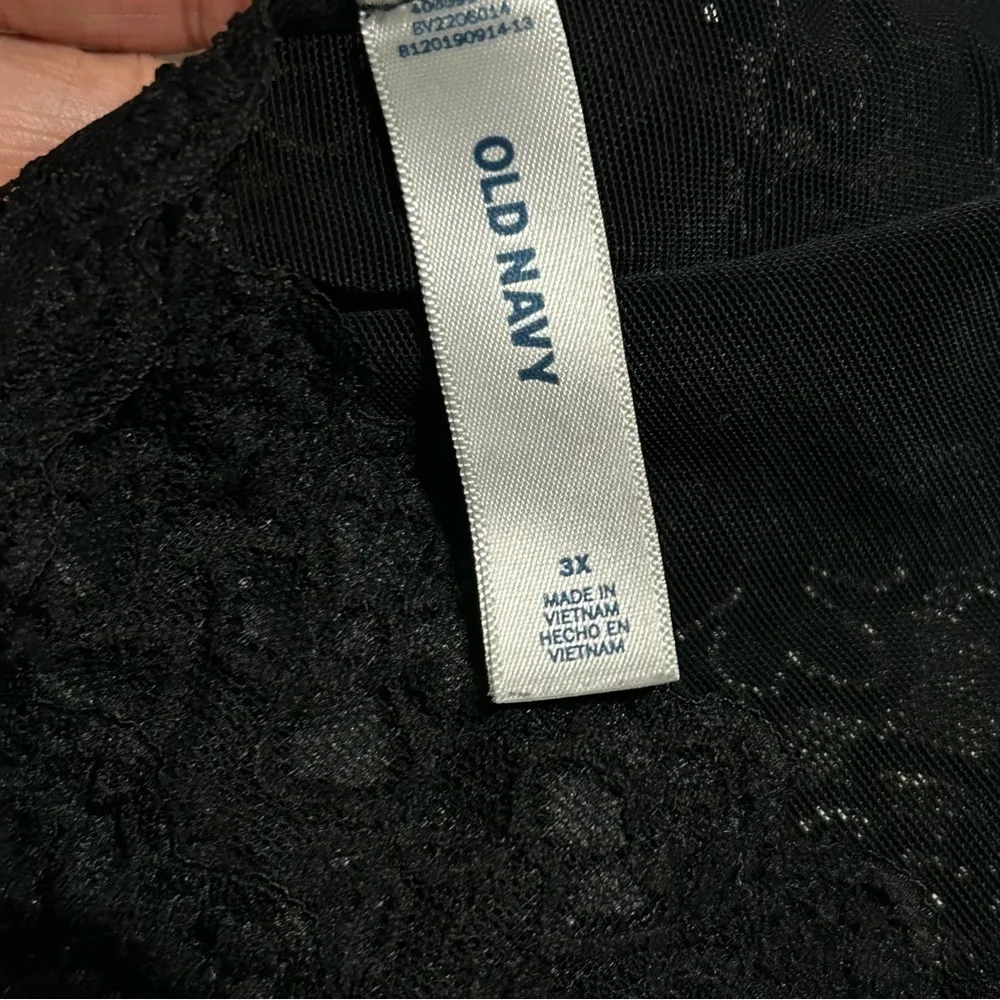 BV2206014
8120190914-13
OLD NAVY
3X
MADE IN
VIETNAM
HECHO EN
VIETNAM